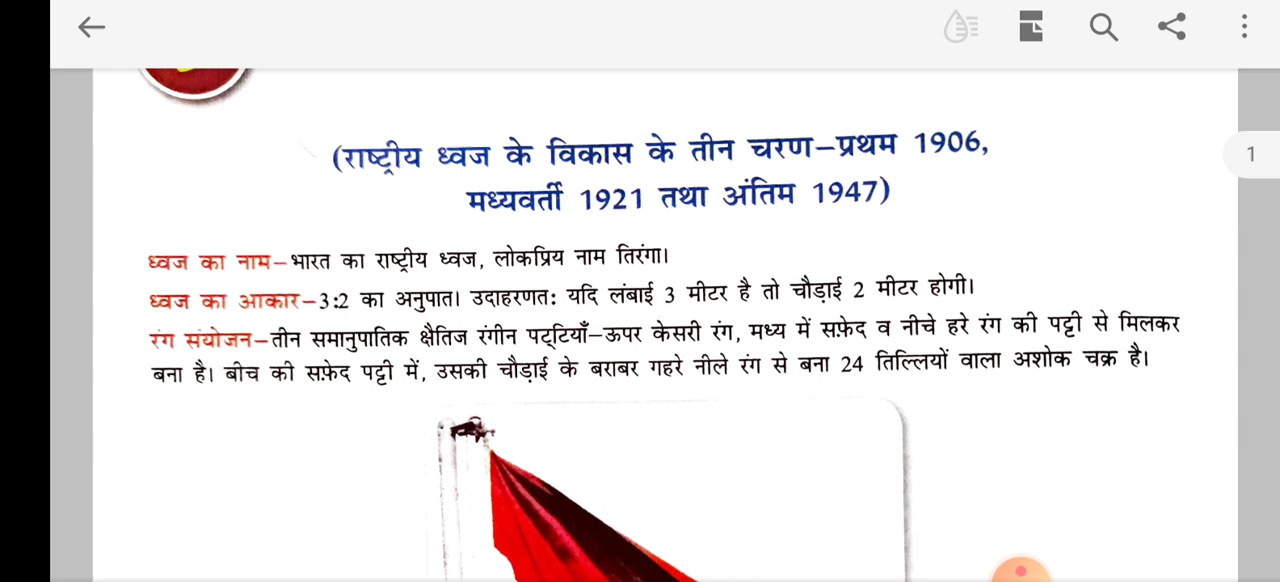 1
(राष्ट्रीय ध्वज के विकास के तीन चरण–प्रथम 1906,
मध्यवर्ती 1921 तथा अंतिम 1947)
ध्वज का नाम–भारत का राष्ट्रीय ध्वज, लोकप्रिय नाम तिरंगा।
ध्वज का आकार–3:2 का अनुपात। उदाहरणतः यदि लंबाई 3 मीटर है तो चौड़ाई 2 मीटर होगी।
रंग संयोजन–तीन समानुपातिक क्षैतिज रंगीन पट्टियाँ–ऊपर केसरी रंग, मध्य में सफ़ेद व नीचे हरे रंग की पट्टी से मिलकर
बना है। बीच की सफ़ेद पट्टी में, उसकी चौड़ाई के बराबर गहरे नीले रंग से बना 24 तिल्लियों वाला अशोक चक्र है।